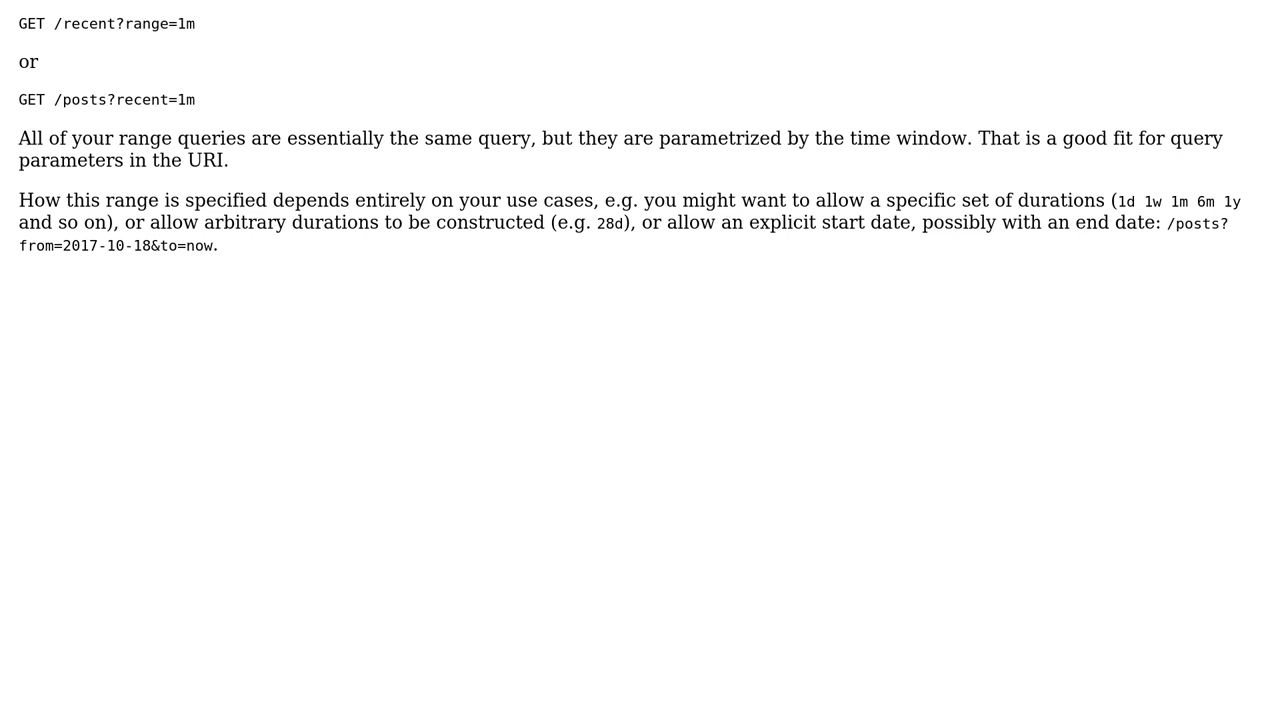 GET /recent?range=1m
or
GET /posts?recent=1m
All of your range queries are essentially the same query, but they are parametrized by the time window. That is a good fit for query
parameters in the URI.
How this range is specified depends entirely on your use cases, e.g. you might want to allow a specific set of durations (1d 1w 1m 6m 1y
and so on), or allow arbitrary durations to be constructed (e.g. 28d), or allow an explicit start date, possibly with an end date: /posts?
from=2017-10-18&to=now.